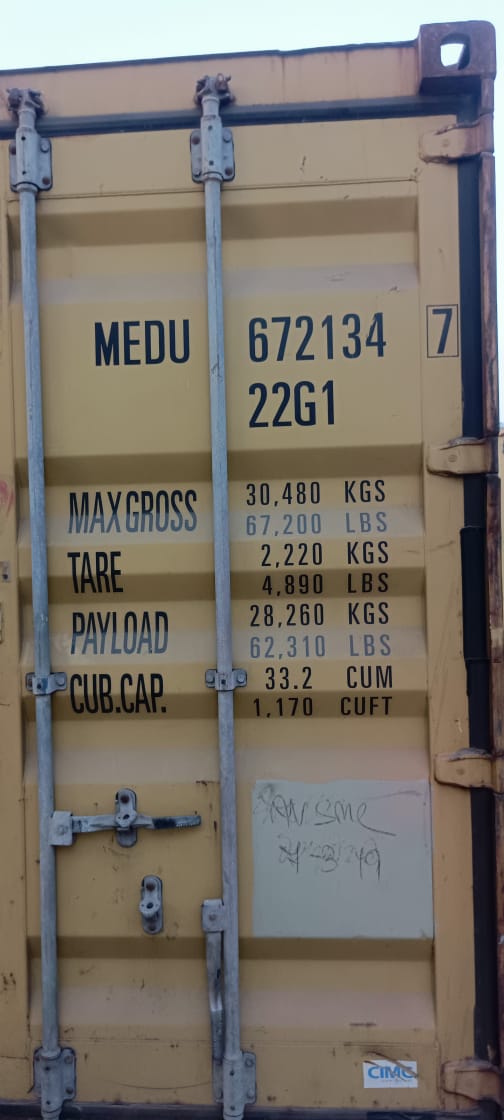 MEDU 672134 7
22G1
MAX GROSS 30,480 KGS
67,200 LBS
TARE 2,220 KGS
4,890 LBS
PAYLOAD 28,260 KGS
62,310 LBS
CUB.CAP. 33.2 CUM
1,170 CUFT
CIMC